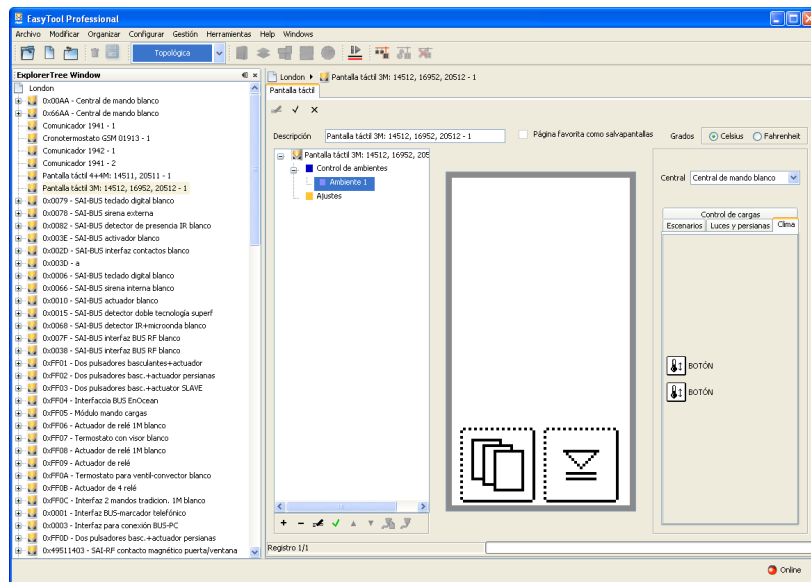 EasyTool Professional
Archivo Modificar Organizar Configurar Gestión Herramientas Help Windows
Topológica
ExplorerTree Window
London
0x00AA - Central de mando blanco
0x66AA - Central de mando blanco
Comunicador 1941 - 1
Cronotermostato GSM 01913 - 1
Comunicador 1942 - 1
Comunicador 1941 - 2
Pantalla táctil 4+4M: 14511, 20511 - 1
Pantalla táctil 3M: 14512, 16952, 20512 - 1
0x0079 - SAI-BUS teclado digital blanco
0x0078 - SAI-BUS sirena externa
0x0082 - SAI-BUS detector de presencia IR blanco
0x003E - SAI-BUS activador blanco
0x002D - SAI-BUS interfaz contactos blanco
0x003D - a
0x0006 - SAI-BUS teclado digital blanco
0x0066 - SAI-BUS sirena interna blanco
0x0010 - SAI-BUS actuador blanco
0x0015 - SAI-BUS detector doble tecnología superf
0x0068 - SAI-BUS detector IR+microonda blanco
0x007F - SAI-BUS interfaz BUS RF blanco
0x0038 - SAI-BUS interfaz BUS RF blanco
0xFF01 - Dos pulsadores basculantes+actuador
0xFF02 - Dos pulsadores basc.+actuador persianas
0xFF03 - Dos pulsadores basc.+actuator SLAVE
0xFF04 - Interfaccia BUS EnOcean
0xFF05 - Módulo mando cargas
0xFF06 - Actuador de relé 1M blanco
0xFF07 - Termostato con visor blanco
0xFF08 - Actuador de relé 1M blanco
0xFF09 - Actuador de relé
0xFF0A - Termostato para ventil-convector blanco
0xFF0B - Actuador de 4 relé
0xFF0C - Interfaz 2 mandos tradicion. 1M blanco
0x0001 - Interfaz BUS-marcador telefónico
0x0003 - Interfaz para conexión BUS-PC
0xFF0D - Dos pulsadores basc.+actuador persianas
0x49511403 - SAI-RF contacto magnético puerta/ventana
London Pantalla táctil 3M: 14512, 16952, 20512 - 1
Pantalla táctil
Descripción Pantalla táctil 3M: 14512, 16952, 20512 - 1 Página favorita como salvapantallas Grados Celsius Fahrenheit
Pantalla táctil 3M: 14512, 16952, 205
Control de ambientes
Ambiente 1
Ajustes
Central Central de mando blanco
Control de cargas
Escenarios Luces y persianas Clima
BOTÓN
BOTÓN
Registro 1/1
Online